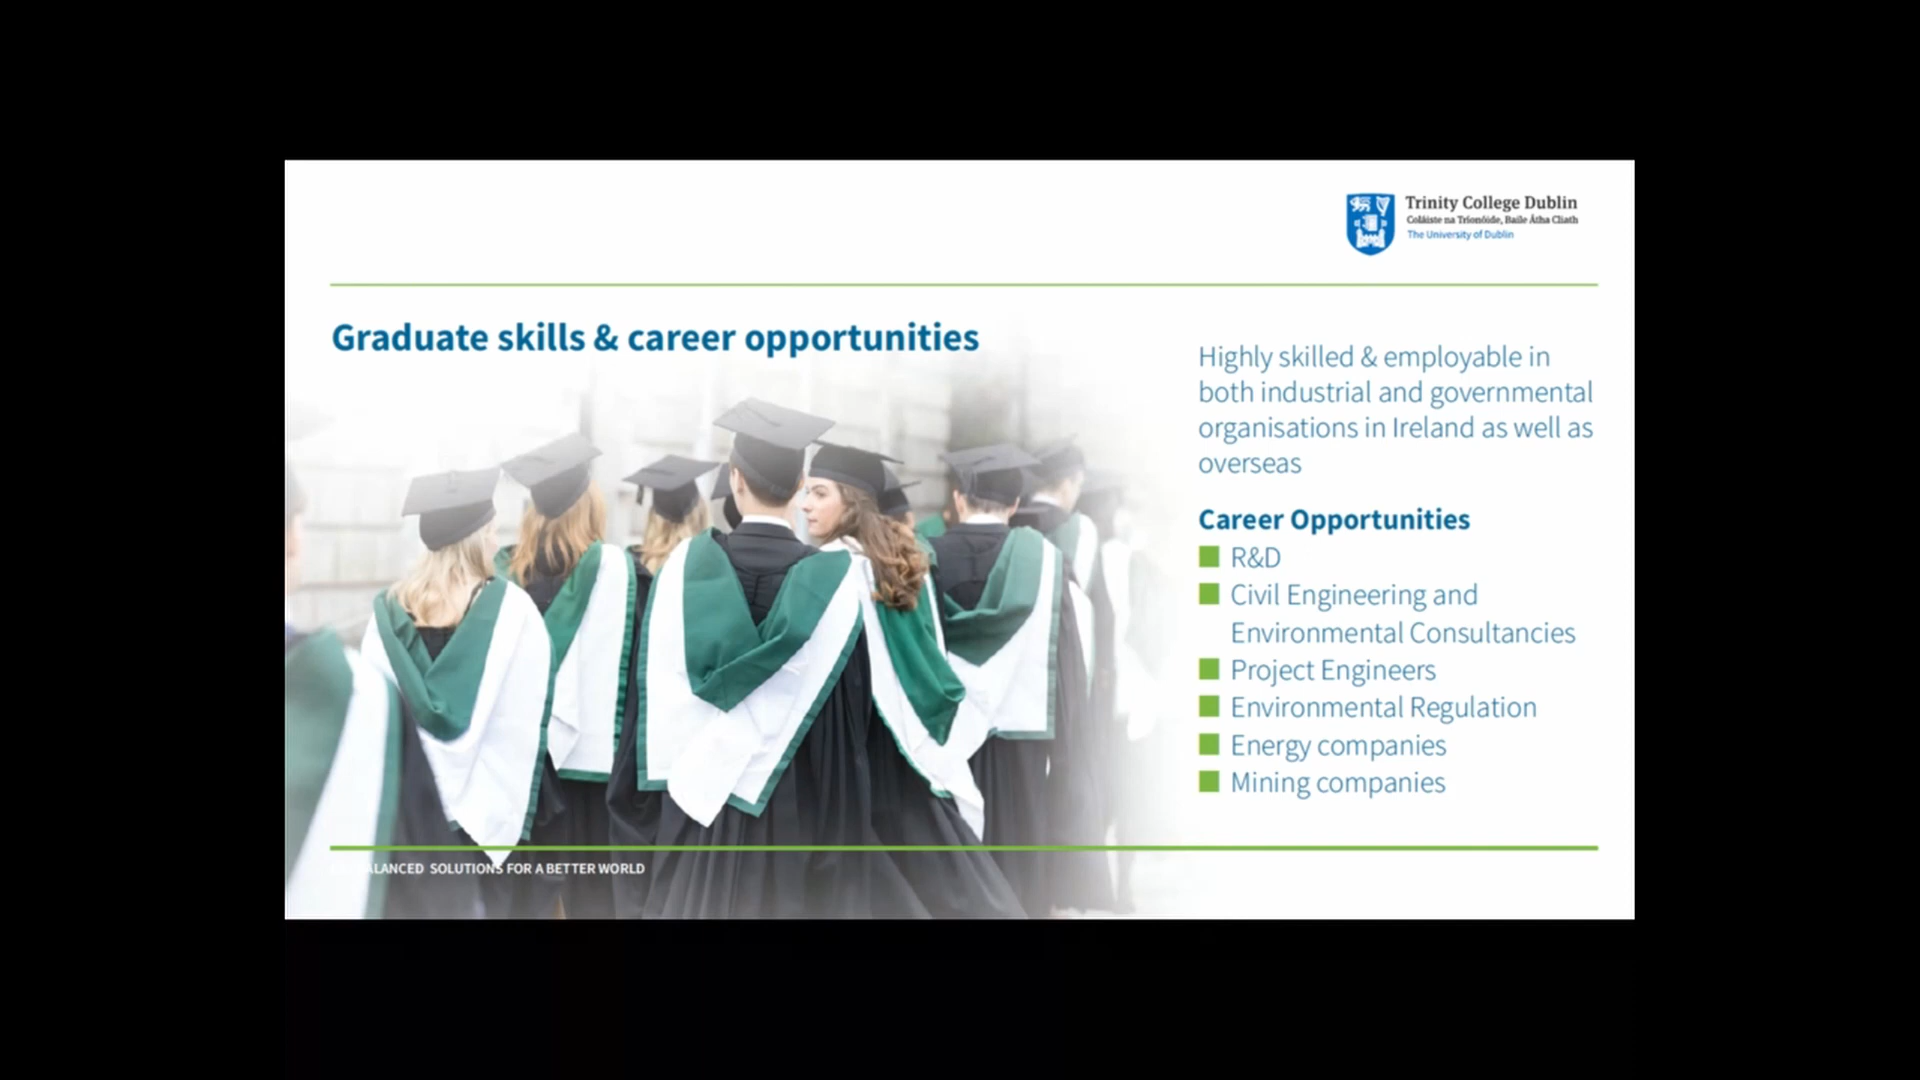 Trinity College Dublin
Coláiste na Tríonóide, Baile Átha Cliath
The University of Dublin
Graduate skills & career opportunities
Highly skilled & employable in
both industrial and governmental
organisations in Ireland as well as
overseas
Career Opportunities
R&D
Civil Engineering and
Environmental Consultancies
Project Engineers
Environmental Regulation
Energy companies
Mining companies
SOLUTIONS FOR A BETTER WORLD